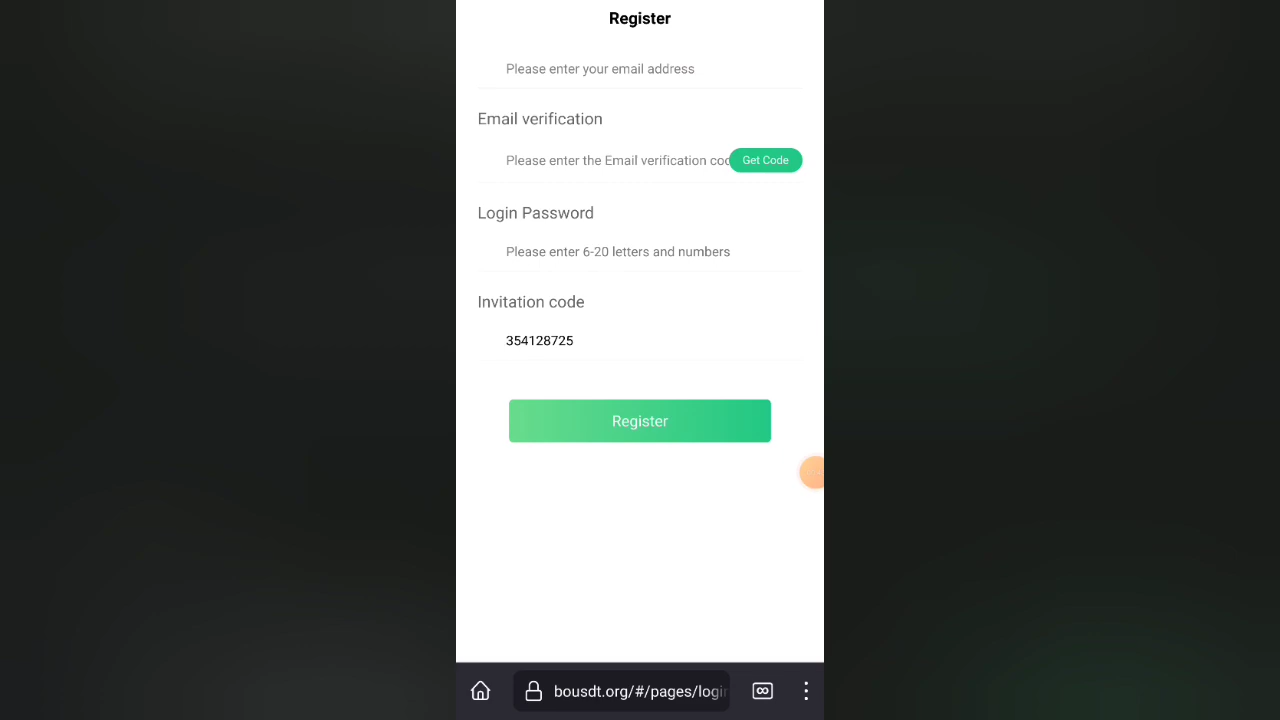 Register
Please enter your email address
Email verification
Please enter the Email verification
Get Code
Login Password
Please enter 6-20 letters and numbers
Invitation code
354128725
Register
bousdt.org/#/pages/logi